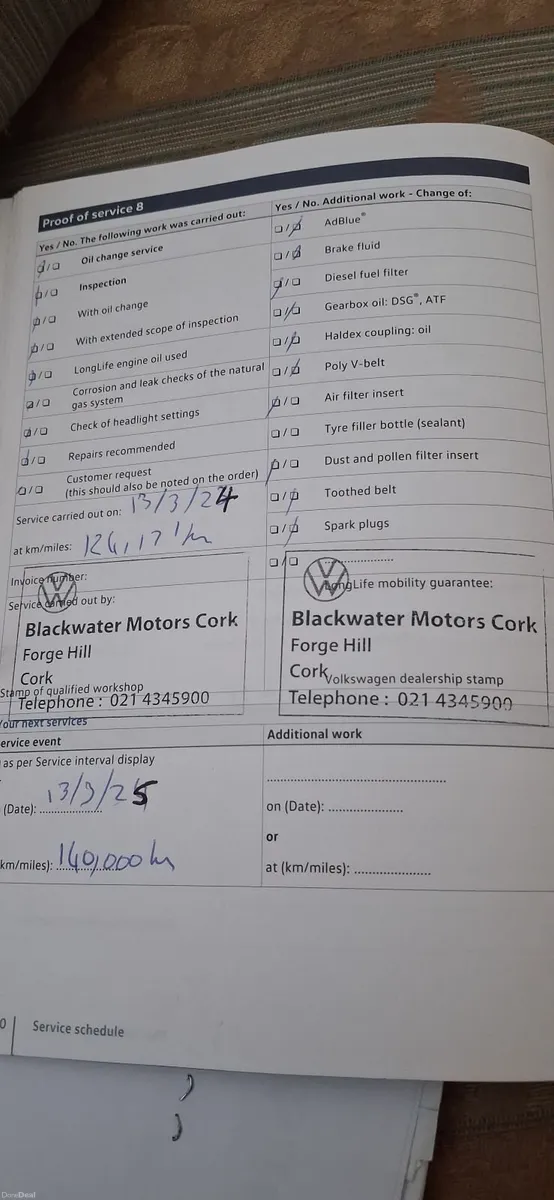 Proof of service 8
Yes / No. The following work was carried out:
Oil change service
Inspection
With oil change
With extended scope of inspection
LongLife engine oil used
Corrosion and leak checks of the natural
gas system
Check of headlight settings
Repairs recommended
Customer request
(this should also be noted on the order)
Service carried out on: 13/3/24
at km/miles:
Invoice number:
Service carried out by:
Blackwater Motors Cork
Forge Hill
Cork
Stamp of qualified workshop
Telephone : 021 4345900
Yes / No. Additional work - Change of:
AdBlue®
Brake fluid
Diesel fuel filter
Gearbox oil: DSG®, ATF
Haldex coupling: oil
Poly V-belt
Air filter insert
Tyre filler bottle (sealant)
Dust and pollen filter insert
Toothed belt
Spark plugs
LongLife mobility guarantee:
Blackwater Motors Cork
Forge Hill
Cork
Volkswagen dealership stamp
Telephone : 021 4345900
Your next services
ervice event
as per Service interval display
(Date): 13/3/25
km/miles): 140,000 km
Additional work
on (Date):
or
at (km/miles):
0 Service schedule
DoneDeal